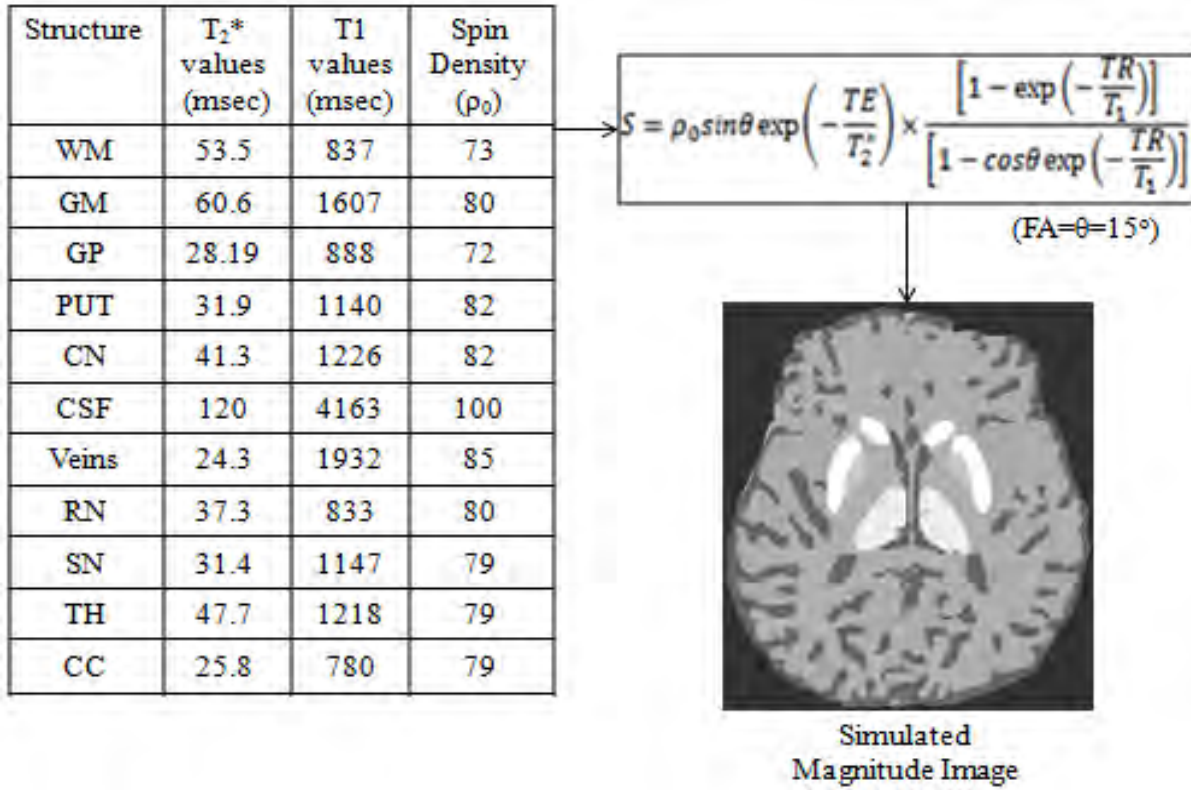 Structure T₂* values (msec) T1 values (msec) Spin Density (ρ₀)
WM 53.5 837 73
GM 60.6 1607 80
GP 28.19 888 72
PUT 31.9 1140 82
CN 41.3 1226 82
CSF 120 4163 100
Veins 24.3 1932 85
RN 37.3 833 80
SN 31.4 1147 79
TH 47.7 1218 79
CC 25.8 780 79
S = ρ₀ sinθ exp(−TE/T₂*) × [1 − exp(−TR/T₁)] / [1 − cosθ exp(−TR/T₁)]
(FA=θ=15°)
Simulated
Magnitude Image